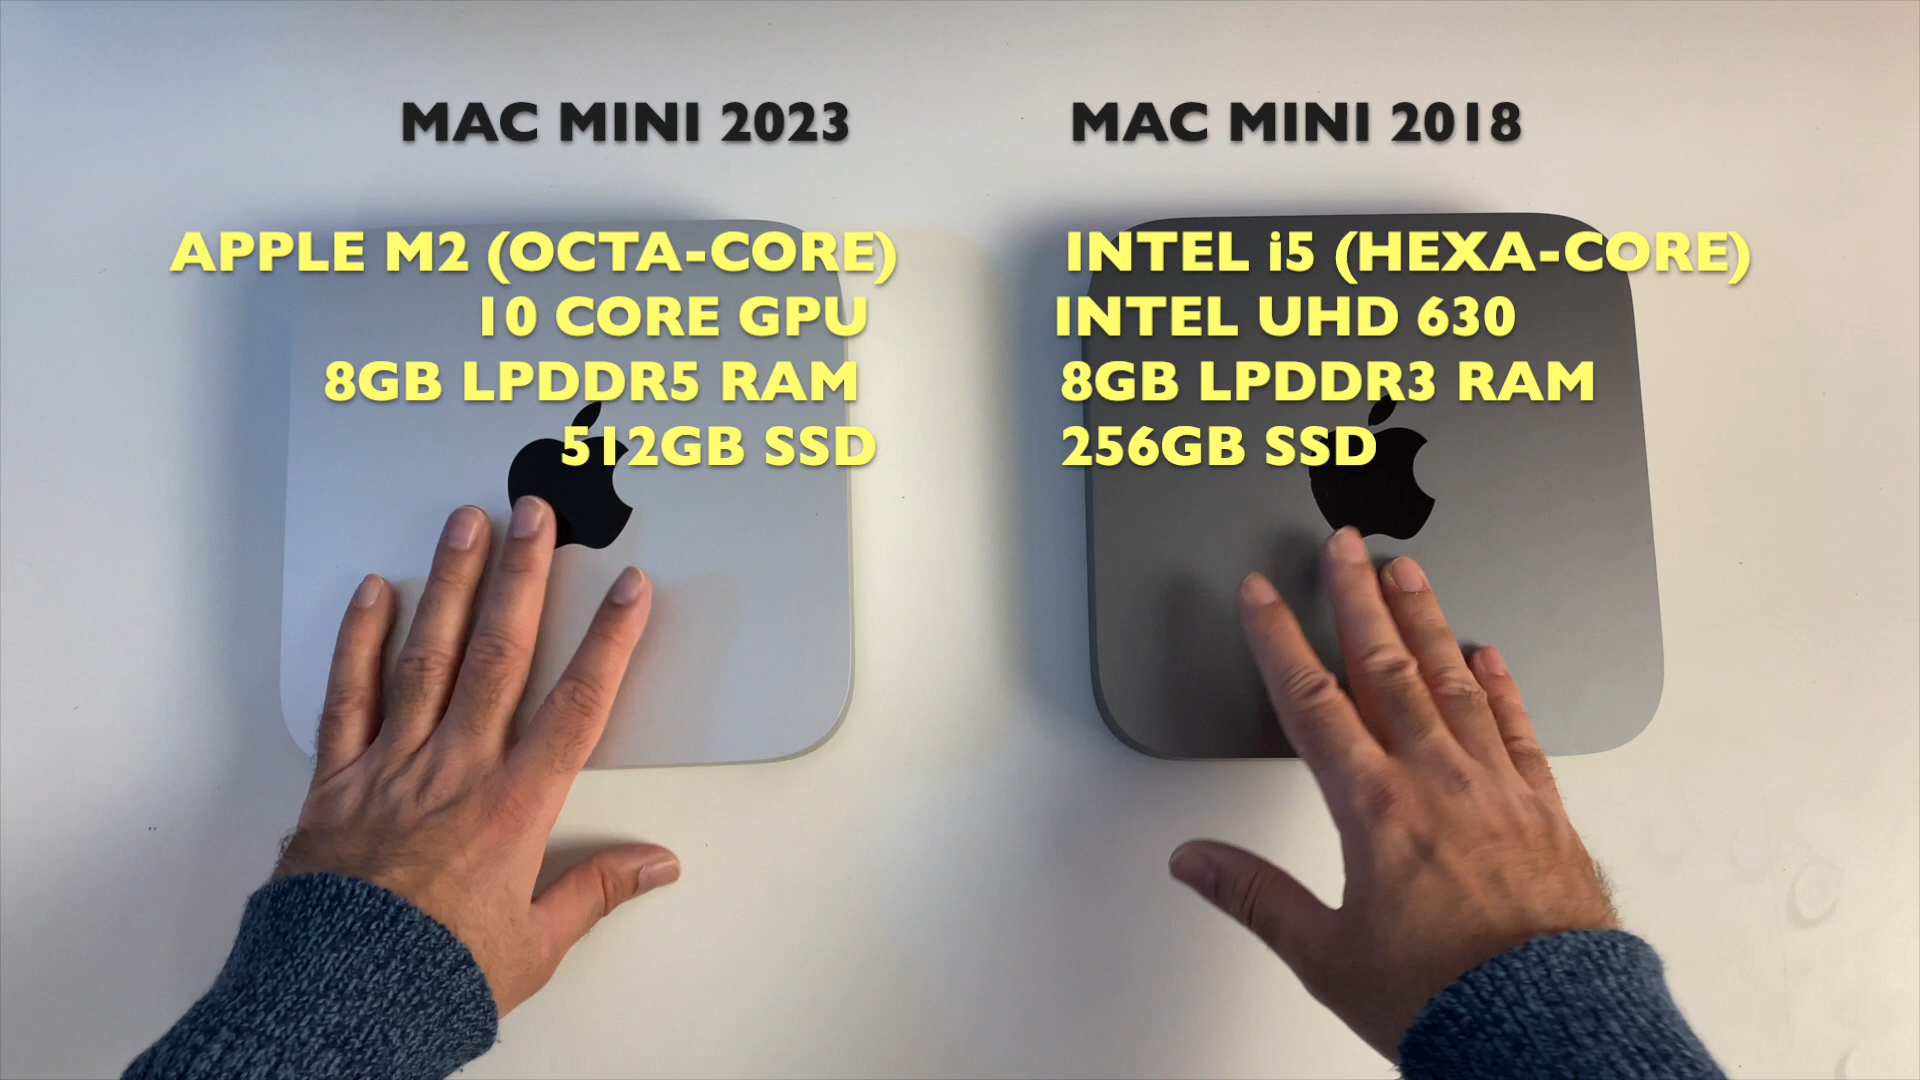 MAC MINI 2023
APPLE M2 (OCTA-CORE)
10 CORE GPU
8GB LPDDR5 RAM
512GB SSD
MAC MINI 2018
INTEL i5 (HEXA-CORE)
INTEL UHD 630
8GB LPDDR3 RAM
256GB SSD